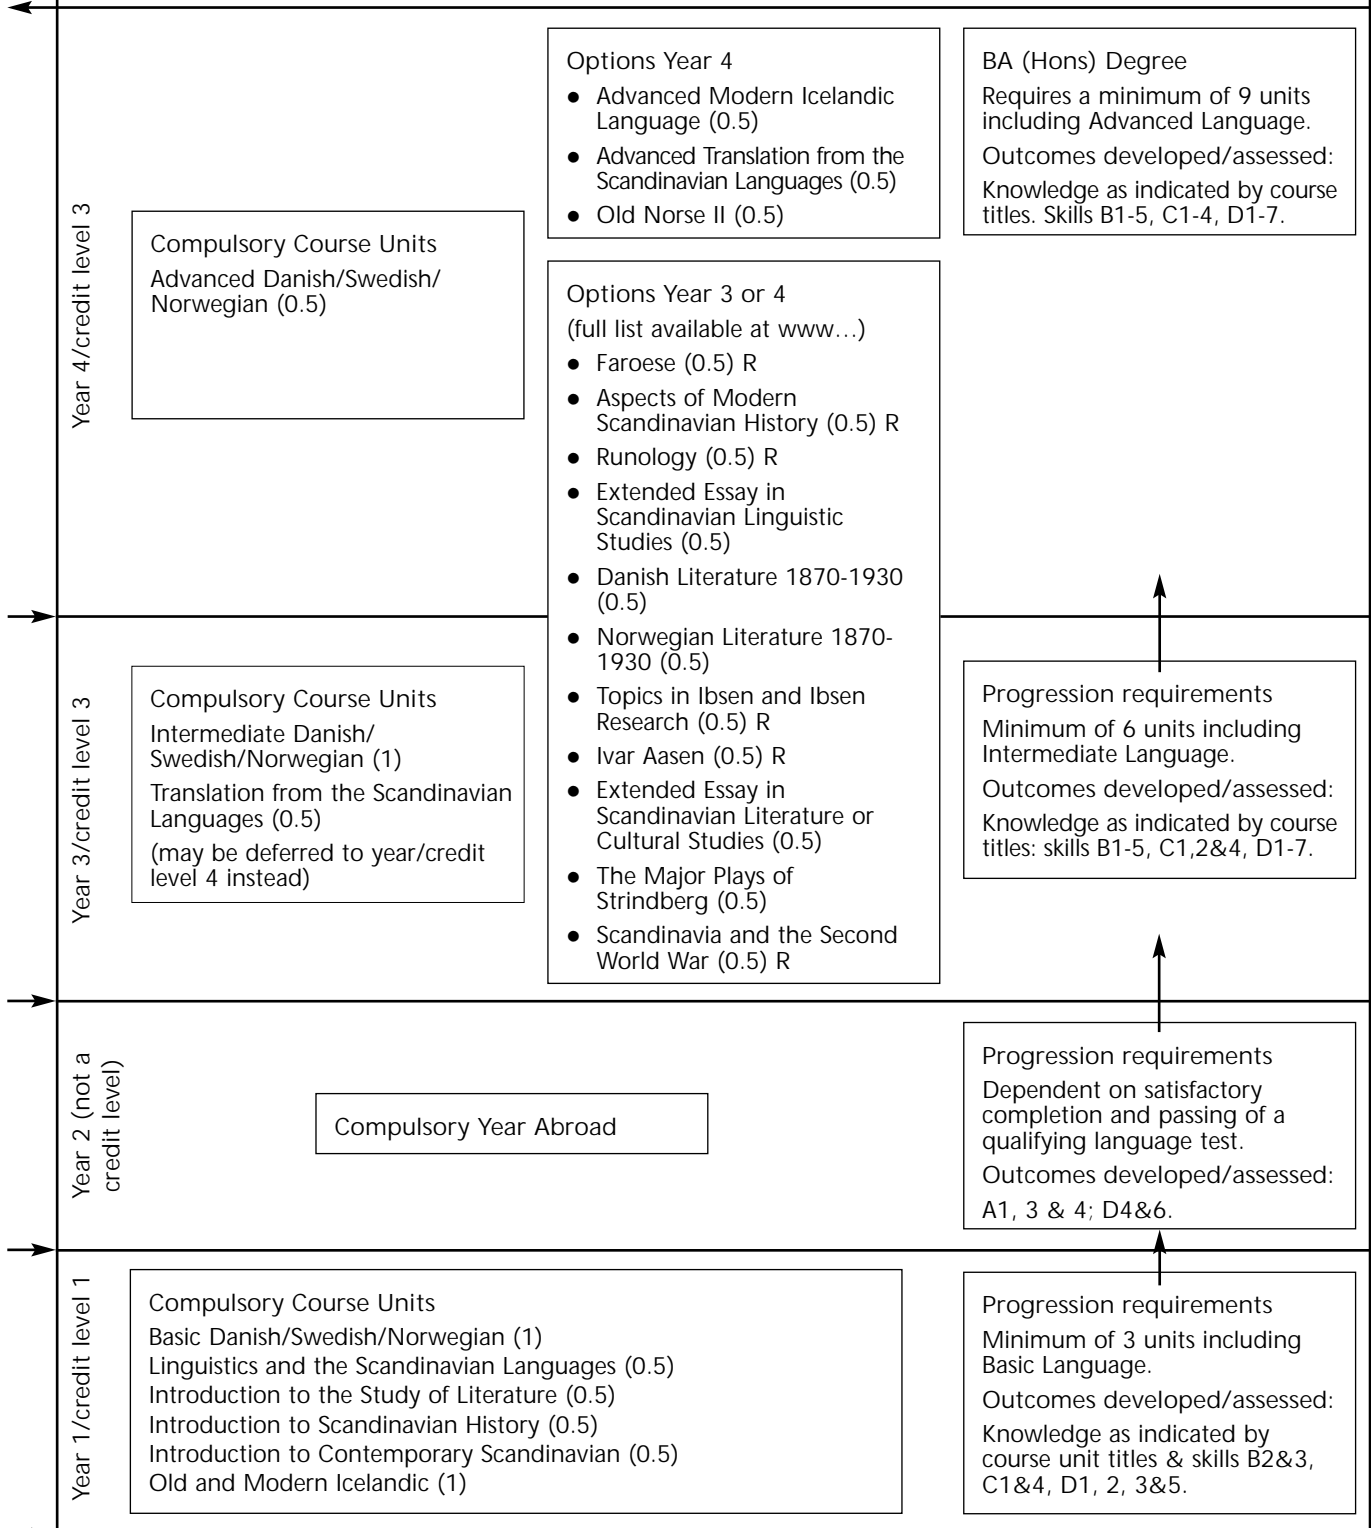 Year 4/credit level 3
Compulsory Course Units
Advanced Danish/Swedish/
Norwegian (0.5)
Options Year 4
● Advanced Modern Icelandic
Language (0.5)
● Advanced Translation from the
Scandinavian Languages (0.5)
● Old Norse II (0.5)
BA (Hons) Degree
Requires a minimum of 9 units
including Advanced Language.
Outcomes developed/assessed:
Knowledge as indicated by course
titles. Skills B1-5, C1-4, D1-7.
Options Year 3 or 4
(full list available at www...)
● Faroese (0.5) R
● Aspects of Modern
Scandinavian History (0.5) R
● Runology (0.5) R
● Extended Essay in
Scandinavian Linguistic
Studies (0.5)
● Danish Literature 1870-1930
(0.5)
● Norwegian Literature 1870-
1930 (0.5)
● Topics in Ibsen and Ibsen
Research (0.5) R
● Ivar Aasen (0.5) R
● Extended Essay in
Scandinavian Literature or
Cultural Studies (0.5)
● The Major Plays of
Strindberg (0.5)
● Scandinavia and the Second
World War (0.5) R
Year 3/credit level 3
Compulsory Course Units
Intermediate Danish/
Swedish/Norwegian (1)
Translation from the Scandinavian
Languages (0.5)
(may be deferred to year/credit
level 4 instead)
Progression requirements
Minimum of 6 units including
Intermediate Language.
Outcomes developed/assessed:
Knowledge as indicated by course
titles: skills B1-5, C1,2&4, D1-7.
Year 2 (not a
credit level)
Compulsory Year Abroad
Progression requirements
Dependent on satisfactory
completion and passing of a
qualifying language test.
Outcomes developed/assessed:
A1, 3 & 4; D4&6.
Year 1/credit level 1
Compulsory Course Units
Basic Danish/Swedish/Norwegian (1)
Linguistics and the Scandinavian Languages (0.5)
Introduction to the Study of Literature (0.5)
Introduction to Scandinavian History (0.5)
Introduction to Contemporary Scandinavian (0.5)
Old and Modern Icelandic (1)
Progression requirements
Minimum of 3 units including
Basic Language.
Outcomes developed/assessed:
Knowledge as indicated by
course unit titles & skills B2&3,
C1&4, D1, 2, 3&5.